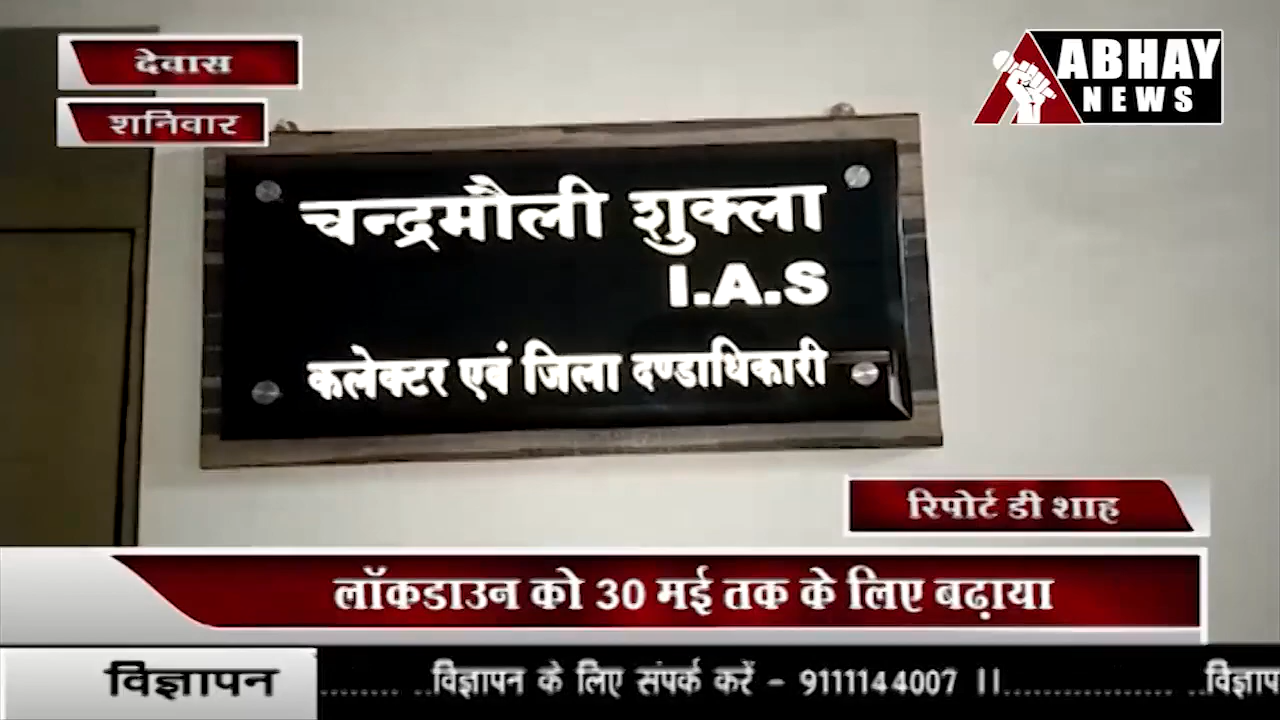 देवास
शनिवार
ABHAY
NEWS
चन्द्रमौली शुक्ला
I.A.S
कलेक्टर एवं जिला दण्डाधिकारी
रिपोर्ट डी शाह
लॉकडाउन को 30 मई तक के लिए बढ़ाया
विज्ञापन
......... ..विज्ञापन के लिए संपर्क करें - 9111144007 ||....................... ..